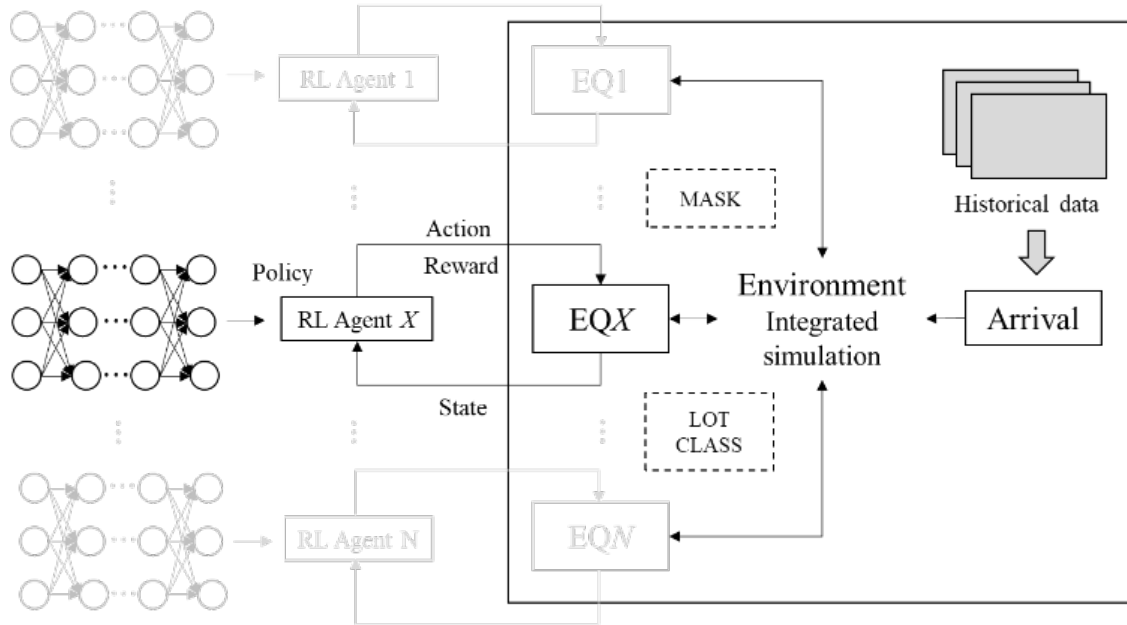 RL Agent 1
EQ1
MASK
Historical data
Action
Reward
Policy
RL Agent X
EQX
Environment
Integrated
simulation
Arrival
State
LOT
CLASS
RL Agent N
EQN